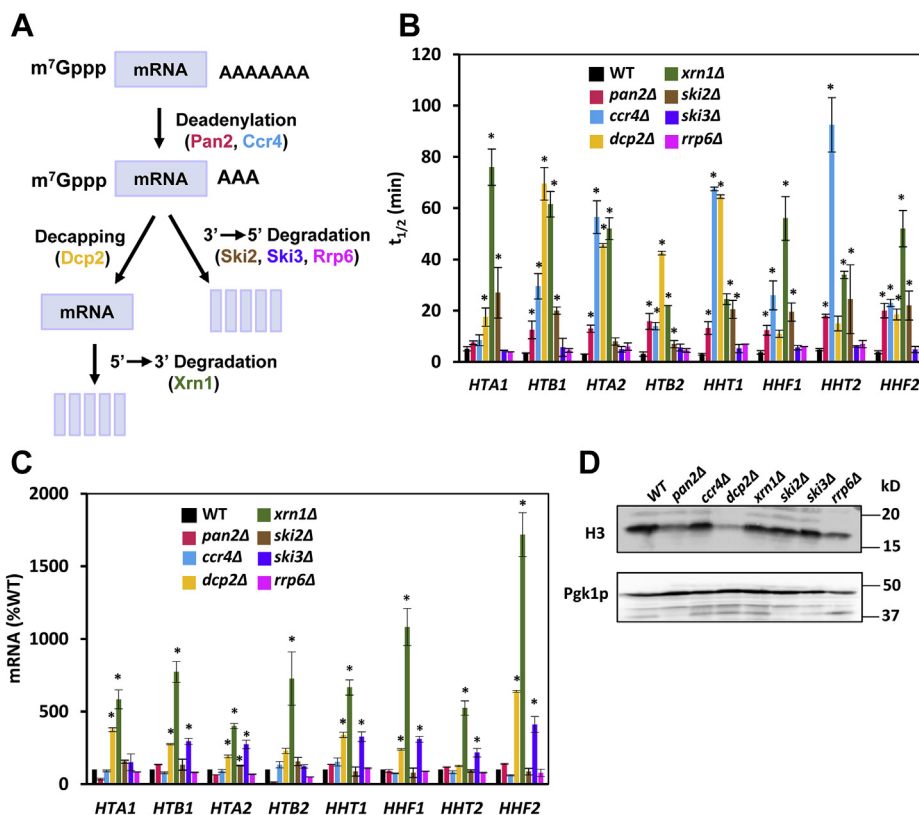 A
m⁷Gppp mRNA AAAAAAA
Deadenylation
(Pan2, Ccr4)
m⁷Gppp mRNA AAA
Decapping
(Dcp2)
3' 5' Degradation
(Ski2, Ski3, Rrp6)
mRNA
5' 3' Degradation
(Xrn1)
B
t1/2 (min)
120
100
80
60
40
20
0
WT xrn1Δ
pan2Δ ski2Δ
ccr4Δ ski3Δ
dcp2Δ rrp6Δ
* * * * * * * * * * * * * * * * * * * * * * * * * * * * * * * * * *
HTA1 HTB1 HTA2 HTB2 HHT1 HHF1 HHT2 HHF2
C
mRNA (%WT)
2000
1500
1000
500
0
WT xrn1Δ
pan2Δ ski2Δ
ccr4Δ ski3Δ
dcp2Δ rrp6Δ
* * * * * * * * * * * * * * * * * * * * *
HTA1 HTB1 HTA2 HTB2 HHT1 HHF1 HHT2 HHF2
D
WT pan2Δ ccr4Δ dcp2Δ xrn1Δ ski2Δ ski3Δ rrp6Δ kD
20
H3
15
50
Pgk1p
37